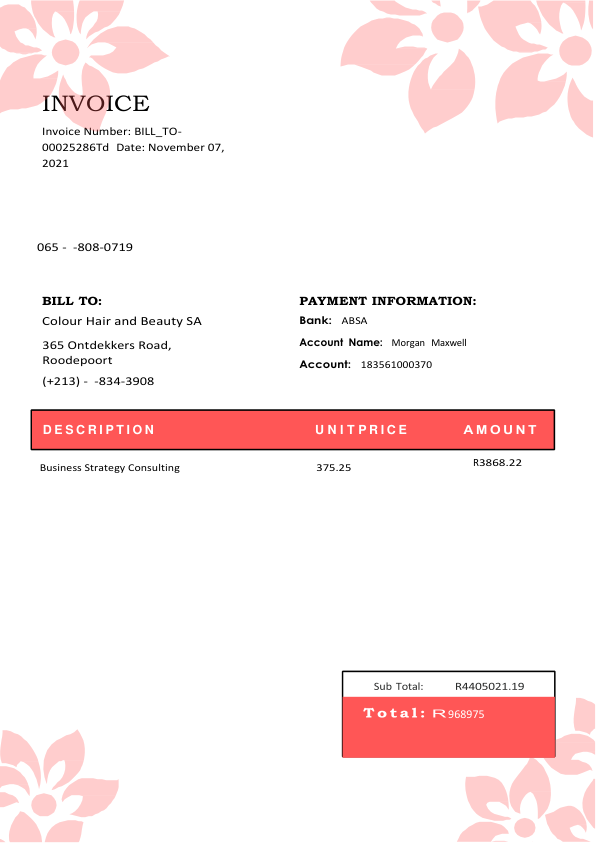 INVOICE
Invoice Number: BILL_TO-
00025286Td Date: November 07,
2021
065 - -808-0719
BILL TO:
Colour Hair and Beauty SA
365 Ontdekkers Road,
Roodepoort
(+213) - -834-3908
PAYMENT INFORMATION:
Bank: ABSA
Account Name: Morgan Maxwell
Account: 183561000370
DESCRIPTION UNITPRICE AMOUNT
Business Strategy Consulting 375.25 R3868.22
Sub Total: R4405021.19
Total: R968975